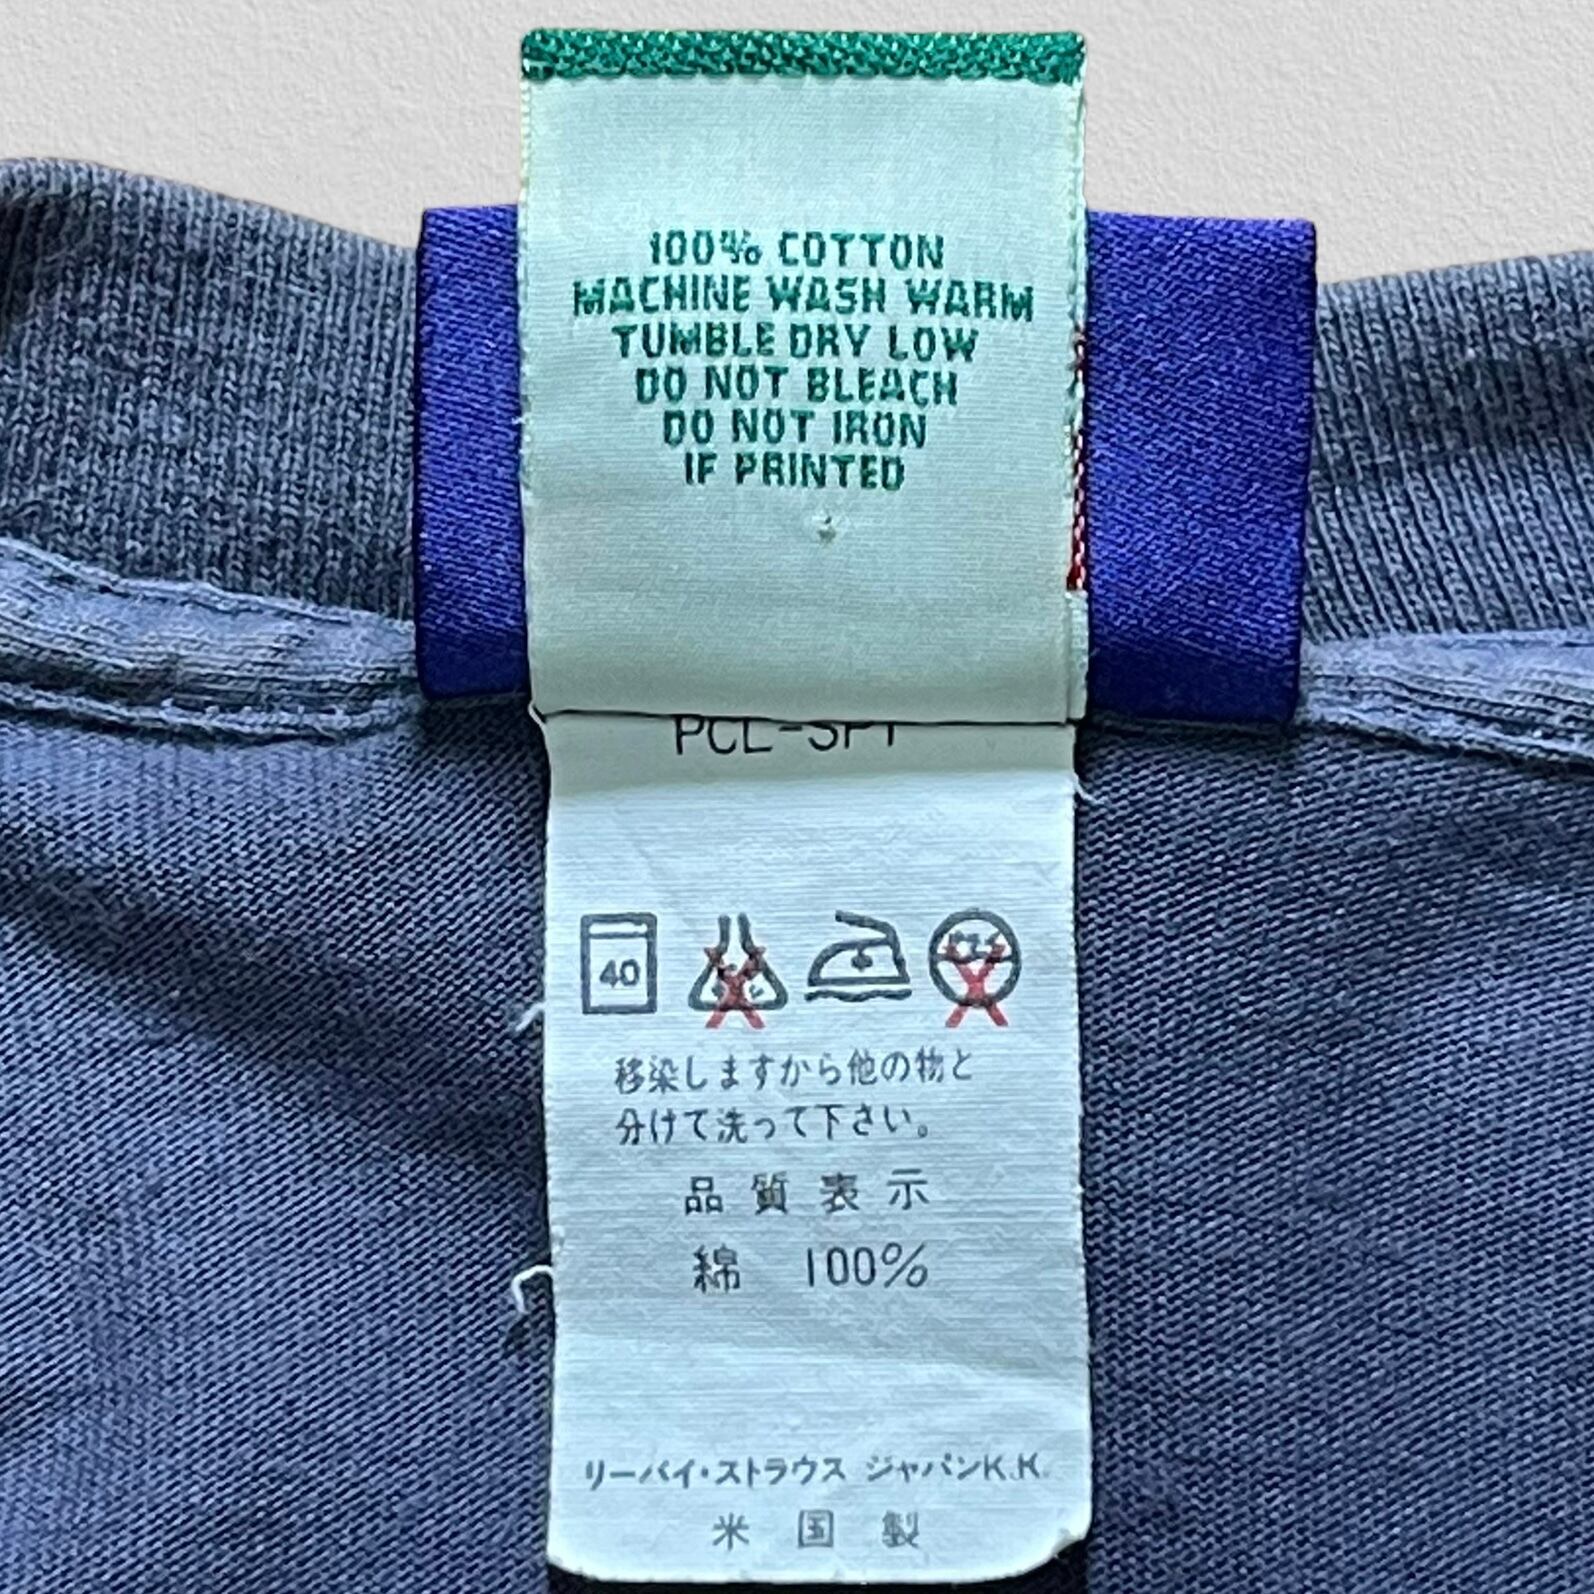 100% COTTON
MACHINE WASH WARM
TUMBLE DRY LOW
DO NOT BLEACH
DO NOT IRON
IF PRINTED
40
移染しますから他の物と
分けて洗って下さい。
品質表示
綿 100%
リーバイ・ストラウス ジャパンK.K.
米国製